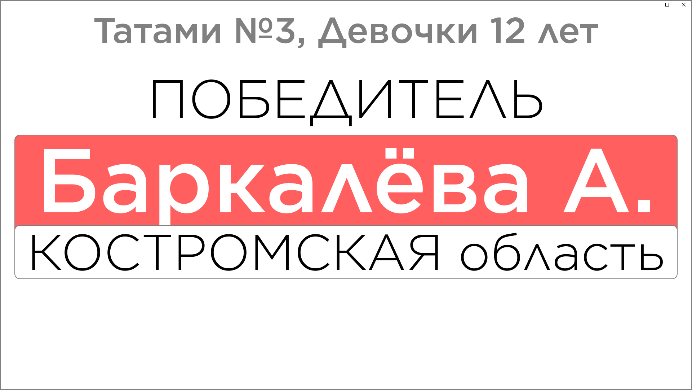 Татами №3, Девочки 12 лет
ПОБЕДИТЕЛЬ
Баркалёва А.
КОСТРОМСКАЯ область